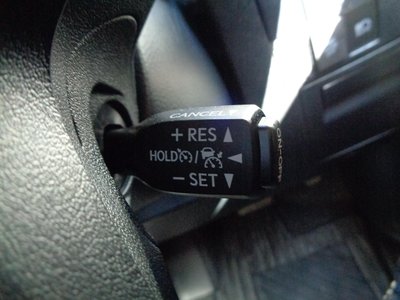 CANCEL
+ RES ▲
HOLD / ◀
− SET ▼
ON-OFF